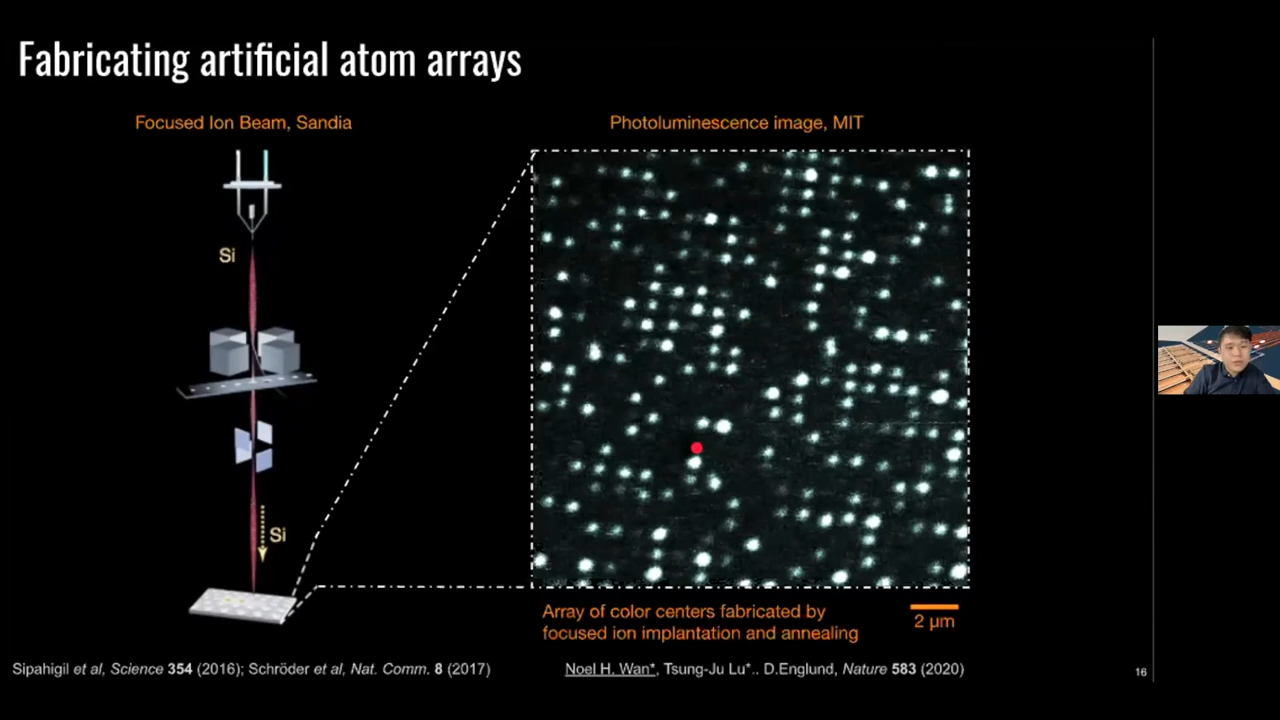 Fabricating artificial atom arrays
Focused Ion Beam, Sandia
Photoluminescence image, MIT
Si
Si
Array of color centers fabricated by
focused ion implantation and annealing
2 μm
Sipahigil et al, Science 354 (2016); Schröder et al, Nat. Comm. 8 (2017)
Noel H. Wan*, Tsung-Ju Lu*.. D.Englund, Nature 583 (2020)
16